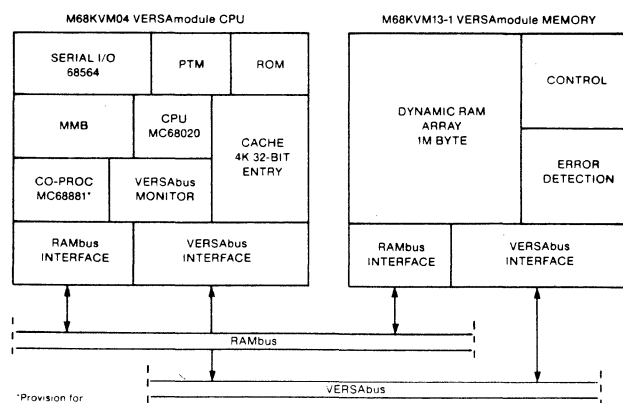 M68KVM04 VERSAmodule CPU
SERIAL I/O
68564
PTM
ROM
MMB
CPU
MC68020
CACHE
4K 32-BIT
ENTRY
CO-PROC
MC68881*
VERSAbus
MONITOR
RAMbus
INTERFACE
VERSAbus
INTERFACE
M68KVM13-1 VERSAmodule MEMORY
DYNAMIC RAM
ARRAY
1M BYTE
CONTROL
ERROR
DETECTION
RAMbus
INTERFACE
VERSAbus
INTERFACE
RAMbus
VERSAbus
*Provision for